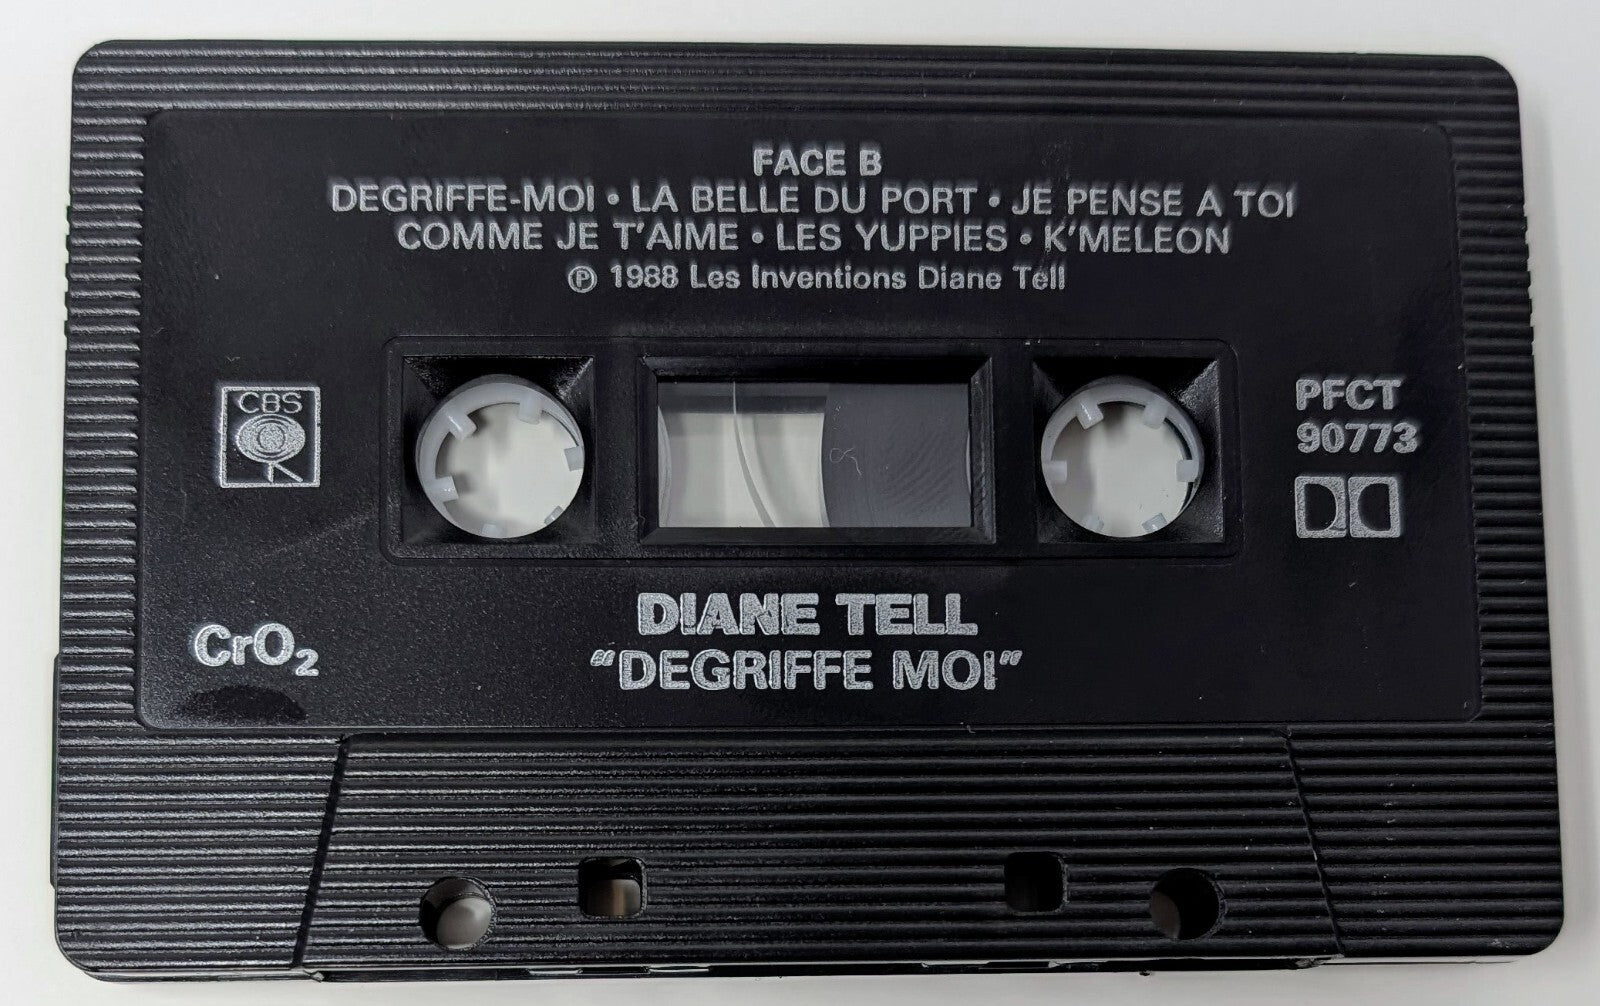 FACE B
DEGRIFFE-MOI • LA BELLE DU PORT • JE PENSE A TOI
COMME JE T'AIME • LES YUPPIES • K'MELEON
℗ 1988 Les Inventions Diane Tell
CBS
PFCT
90773
CrO₂
DIANE TELL
"DEGRIFFE MOI"